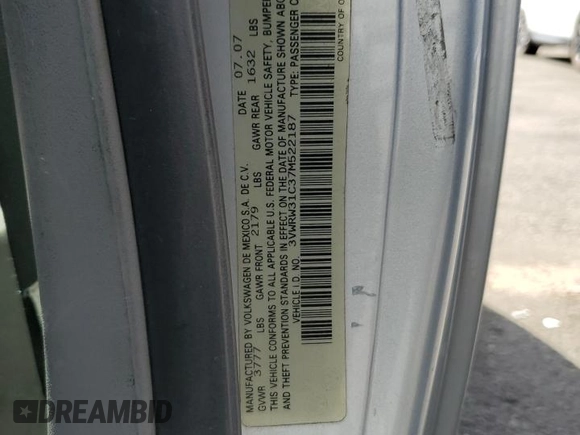 MANUFACTURED BY VOLKSWAGEN DE MEXICO S.A. DE C.V. DATE 07.07
GVWR 3777 LBS GAWR FRONT 2179 LBS GAWR REAR 1632 LBS
THIS VEHICLE CONFORMS TO ALL APPLICABLE U.S. FEDERAL MOTOR VEHICLE SAFETY, BUMPER
AND THEFT PREVENTION STANDARDS IN EFFECT ON THE DATE OF MANUFACTURE SHOWN ABO
VEHICLE I.D. NO.: 3VWRW31C37M522187 TYPE: PASSENGER C
COUNTRY OF O
DREAMBID